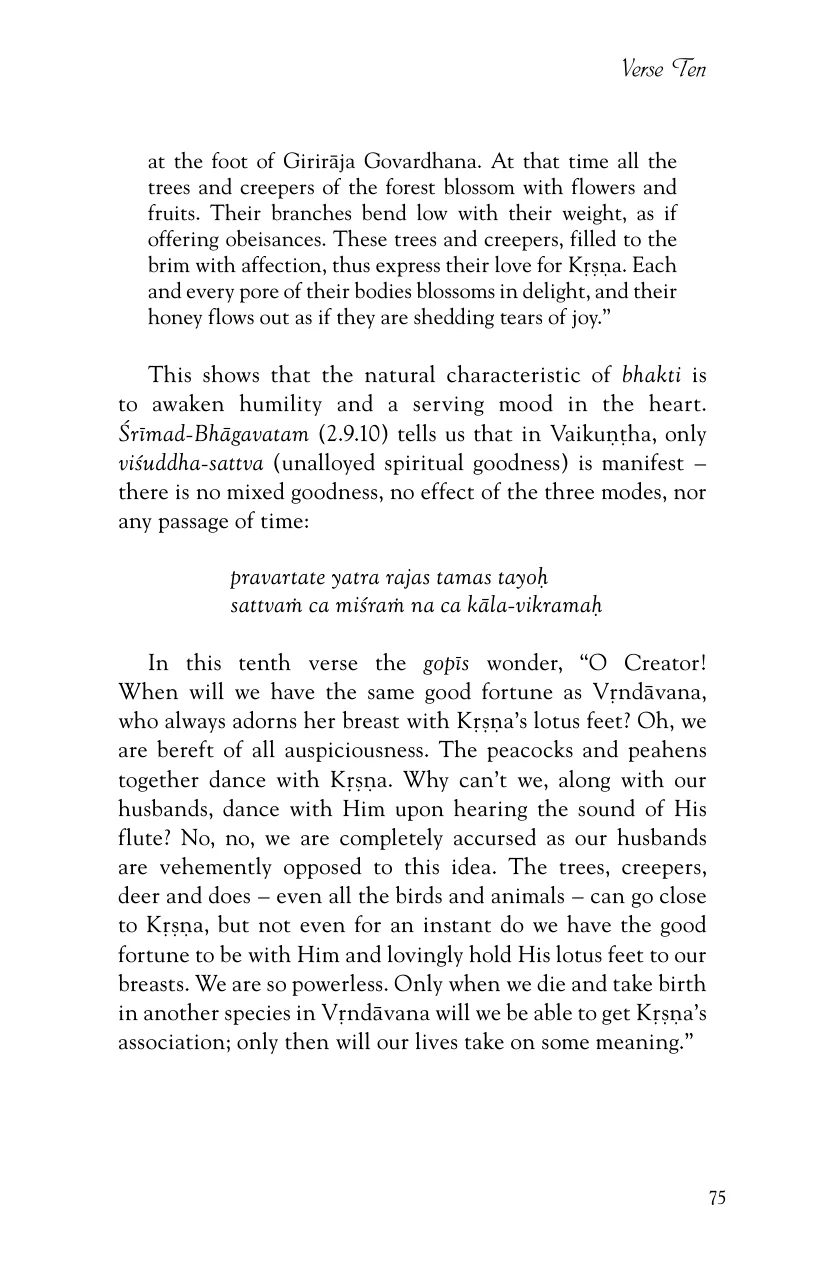 Verse Ten
at the foot of Girirāja Govardhana. At that time all the
trees and creepers of the forest blossom with flowers and
fruits. Their branches bend low with their weight, as if
offering obeisances. These trees and creepers, filled to the
brim with affection, thus express their love for Kṛṣṇa. Each
and every pore of their bodies blossoms in delight, and their
honey flows out as if they are shedding tears of joy.”
This shows that the natural characteristic of bhakti is
to awaken humility and a serving mood in the heart.
Śrīmad-Bhāgavatam (2.9.10) tells us that in Vaikuṇṭha, only
viśuddha-sattva (unalloyed spiritual goodness) is manifest –
there is no mixed goodness, no effect of the three modes, nor
any passage of time:
pravartate yatra rajas tamas tayoḥ
sattvaṁ ca miśraṁ na ca kāla-vikramaḥ
In this tenth verse the gopīs wonder, “O Creator!
When will we have the same good fortune as Vṛndāvana,
who always adorns her breast with Kṛṣṇa’s lotus feet? Oh, we
are bereft of all auspiciousness. The peacocks and peahens
together dance with Kṛṣṇa. Why can’t we, along with our
husbands, dance with Him upon hearing the sound of His
flute? No, no, we are completely accursed as our husbands
are vehemently opposed to this idea. The trees, creepers,
deer and does – even all the birds and animals – can go close
to Kṛṣṇa, but not even for an instant do we have the good
fortune to be with Him and lovingly hold His lotus feet to our
breasts. We are so powerless. Only when we die and take birth
in another species in Vṛndāvana will we be able to get Kṛṣṇa’s
association; only then will our lives take on some meaning.”
75